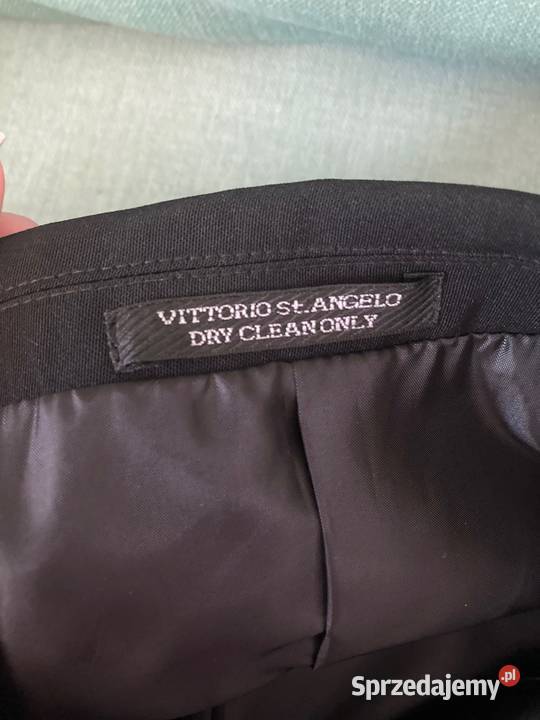 VITTORIO St. ANGELO
DRY CLEAN ONLY
Sprzedajemy.pl